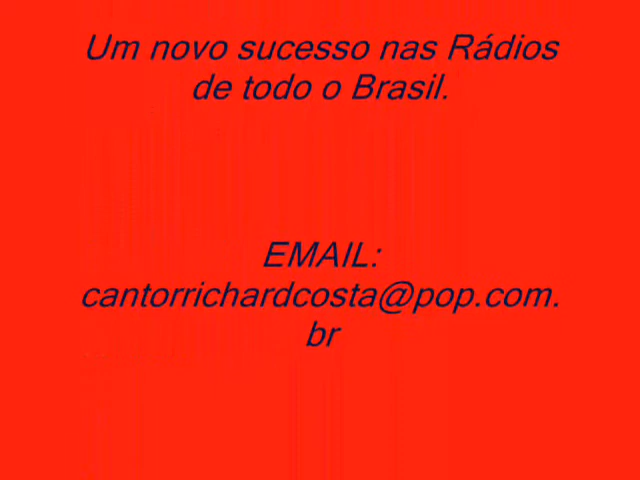 Um novo sucesso nas Rádios
de todo o Brasil.
EMAIL:
cantorrichardcosta@pop.com.
br